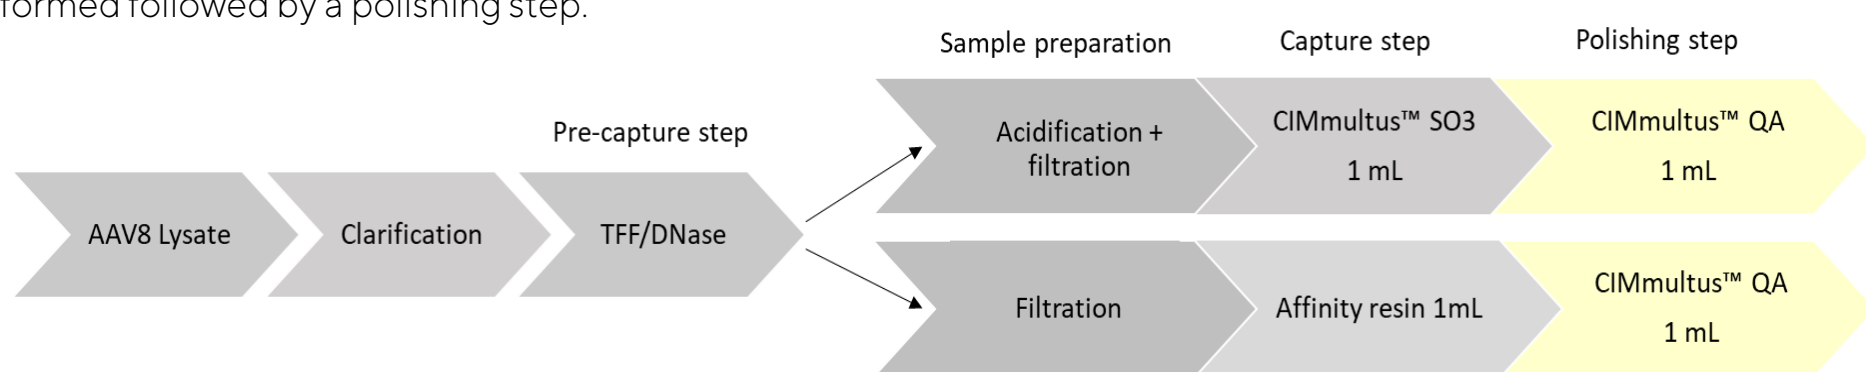 formed followed by a polishing step.
Sample preparation
Capture step
Polishing step
Pre-capture step
AAV8 Lysate
Clarification
TFF/DNase
Acidification +
filtration
CIMmultus™ SO3
1 mL
CIMmultus™ QA
1 mL
Filtration
Affinity resin 1mL
CIMmultus™ QA
1 mL